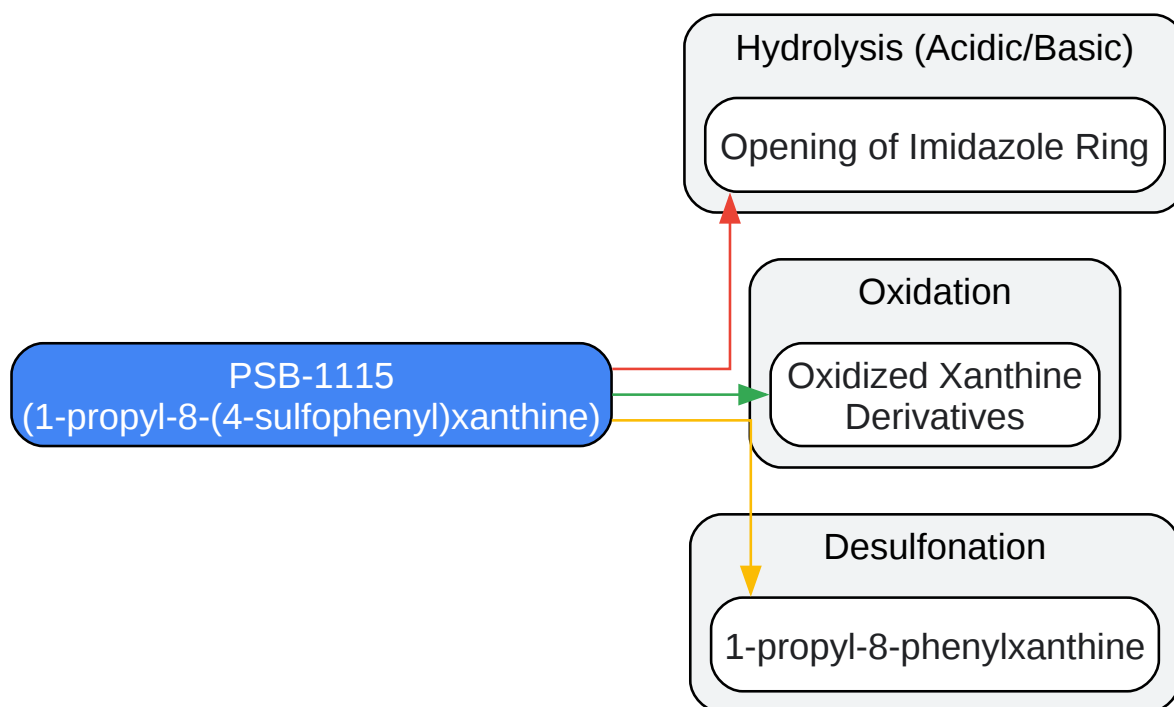 Hydrolysis (Acidic/Basic)
Opening of Imidazole Ring
Oxidation
Oxidized Xanthine
Derivatives
PSB-1115
(1-propyl-8-(4-sulfophenyl)xanthine)
Desulfonation
1-propyl-8-phenylxanthine